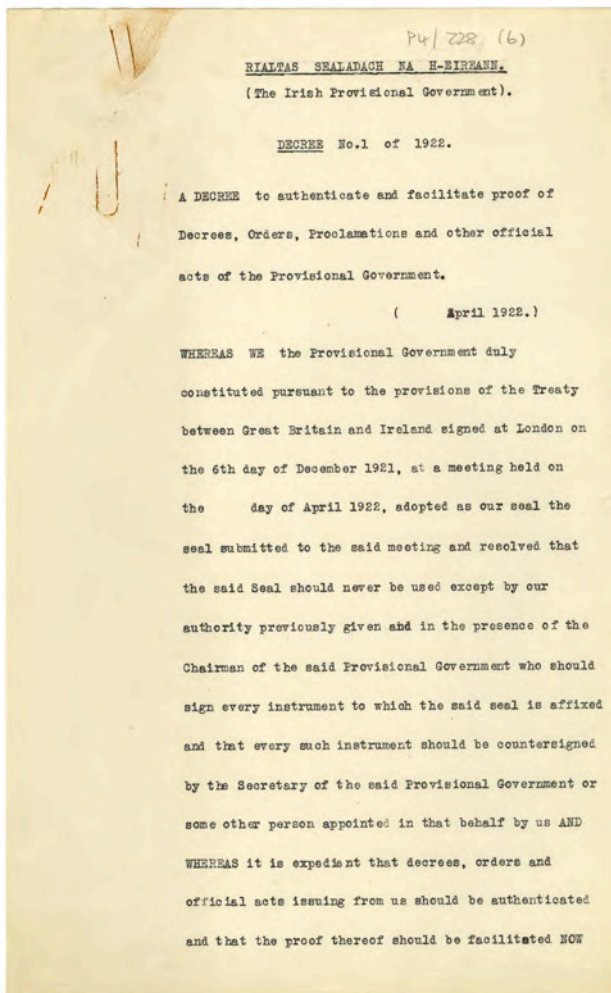 P4/228 (6)
RIALTAS SEALADACH NA H-EIREANN.
(The Irish Provisional Government).
DECREE No.1 of 1922.
A DECREE to authenticate and facilitate proof of
Decrees, Orders, Proclamations and other official
acts of the Provisional Government.
( April 1922.)
WHEREAS WE the Provisional Government duly
constituted pursuant to the provisions of the Treaty
between Great Britain and Ireland signed at London on
the 6th day of December 1921, at a meeting held on
the day of April 1922, adopted as our seal the
seal submitted to the said meeting and resolved that
the said Seal should never be used except by our
authority previously given and in the presence of the
Chairman of the said Provisional Government who should
sign every instrument to which the said seal is affixed
and that every such instrument should be countersigned
by the Secretary of the said Provisional Government or
some other person appointed in that behalf by us AND
WHEREAS it is expedient that decrees, orders and
official acts issuing from us should be authenticated
and that the proof thereof should be facilitated NOW